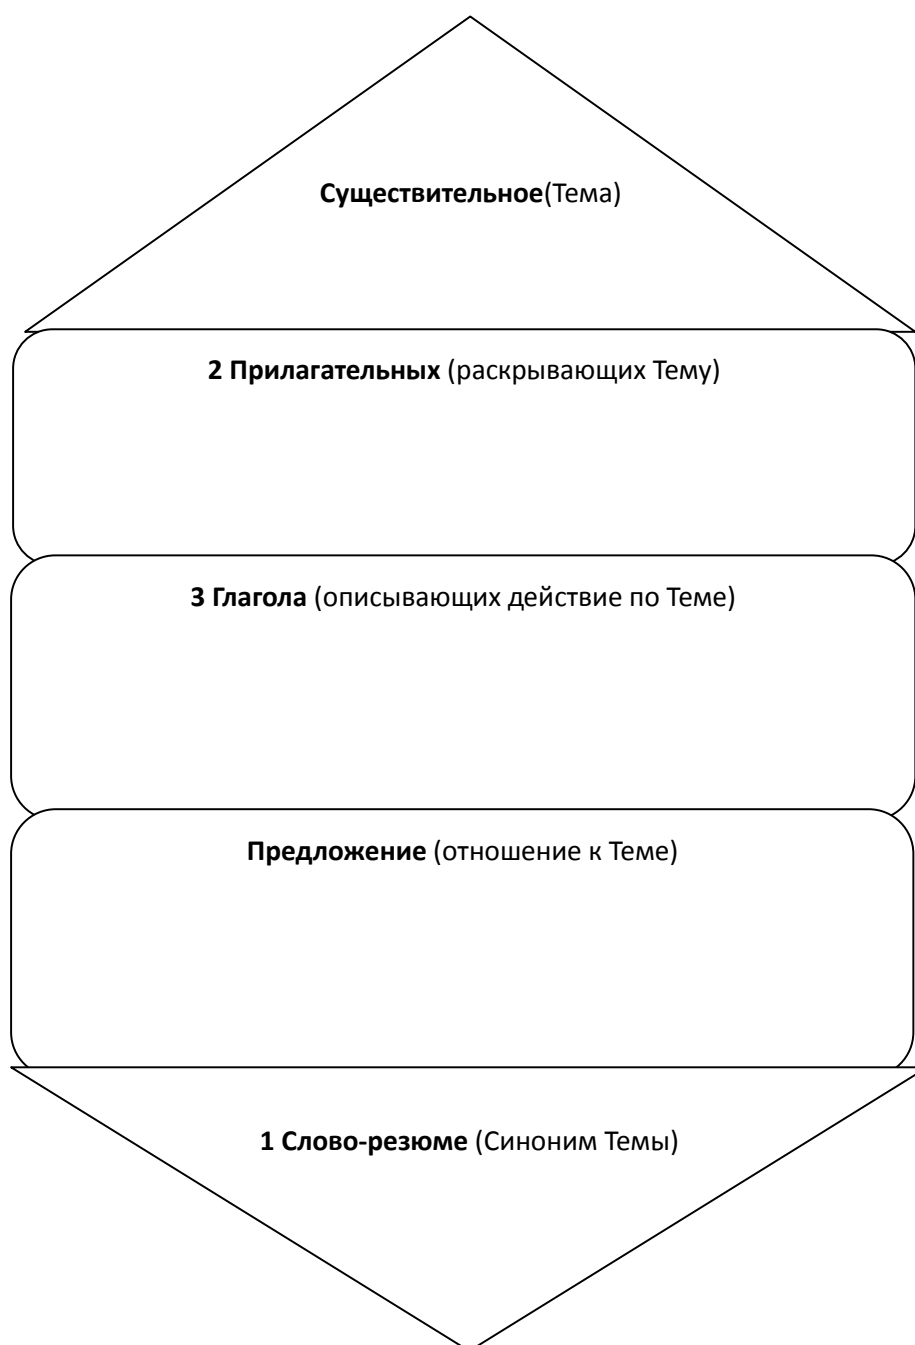 Существительное(Тема)
2 Прилагательных (раскрывающих Тему)
3 Глагола (описывающих действие по Теме)
Предложение (отношение к Теме)
1 Слово-резюме (Синоним Темы)